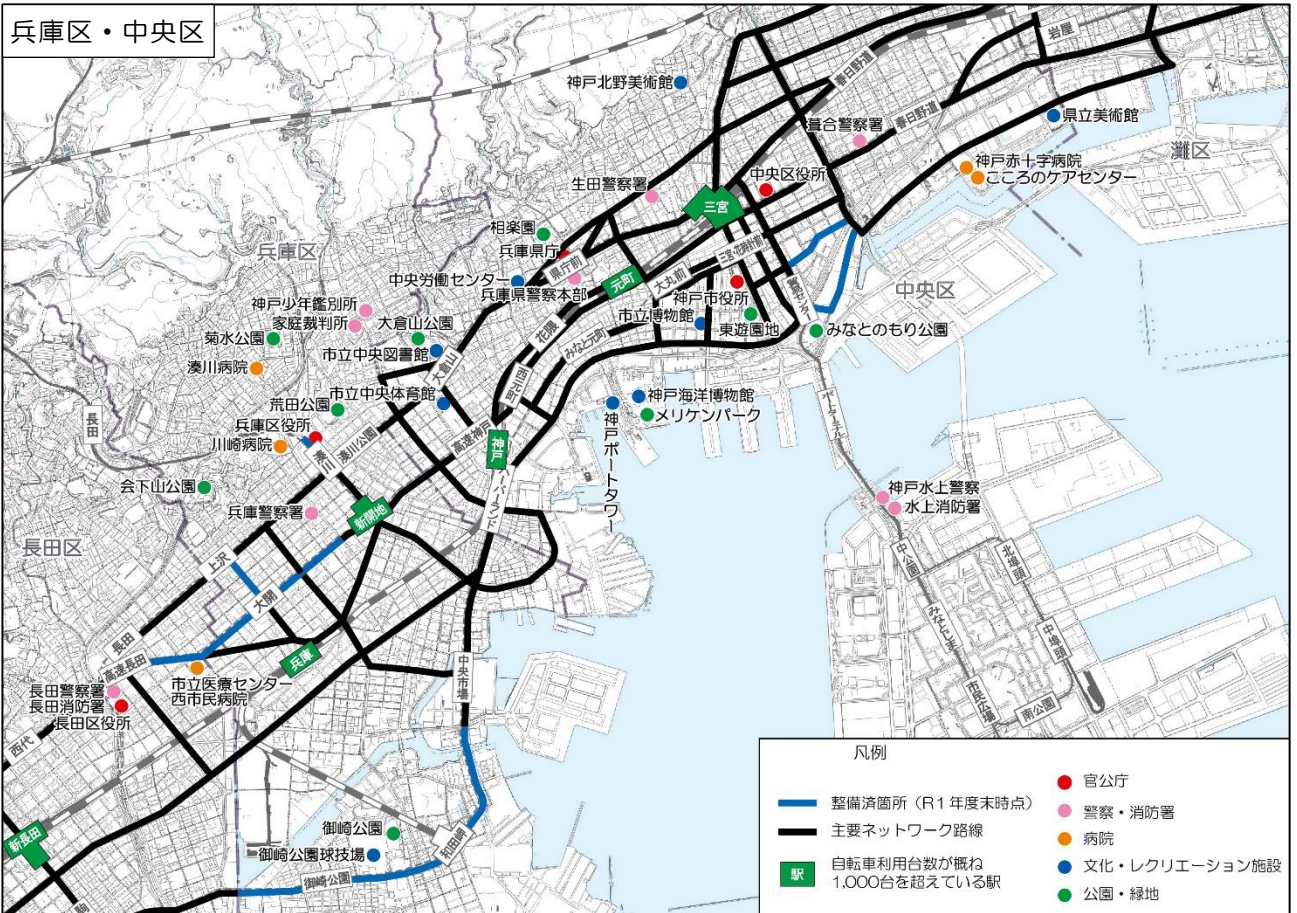 兵庫区・中央区
岩屋
神戸北野美術館
春日野道
県立美術館
春日野道
葺合警察署
灘区
神戸赤十字病院
こころのケアセンター
中央区役所
生田警察署
三宮
相楽園
兵庫区
兵庫県庁
県庁前
三宮・花時計前
中央労働センター
元町
大丸前
兵庫県警察本部
神戸市役所
貿易センター
中央区
神戸少年鑑別所
家庭裁判所
大倉山公園
花隈
みなと元町
市立博物館
東遊園地
みなとのもり公園
菊水公園
市立中央図書館
大倉山
西元町
湊川病院
神戸海洋博物館
メリケンパーク
荒田公園
市立中央体育館
長田
兵庫区役所
川崎病院
湊川
湊川公園
高速神戸
神戸
ハーバーランド
神戸ポートタワー
ポートターミナル
会下山公園
兵庫警察署
新開地
神戸水上警察
水上消防署
長田区
上沢
大開
中公園
北埠頭
みなとじま
中埠頭
長田
高速長田
兵庫
市立医療センター
西市民病院
中央市場
市民広場
南公園
長田警察署
長田消防署
長田区役所
西代
新長田
駒
御崎公園
御崎公園球技場
和田岬
御崎公園
凡例
整備済箇所（R1年度末時点）
主要ネットワーク路線
駅
自転車利用台数が概ね
1,000台を超えている駅
官公庁
警察・消防署
病院
文化・レクリエーション施設
公園・緑地